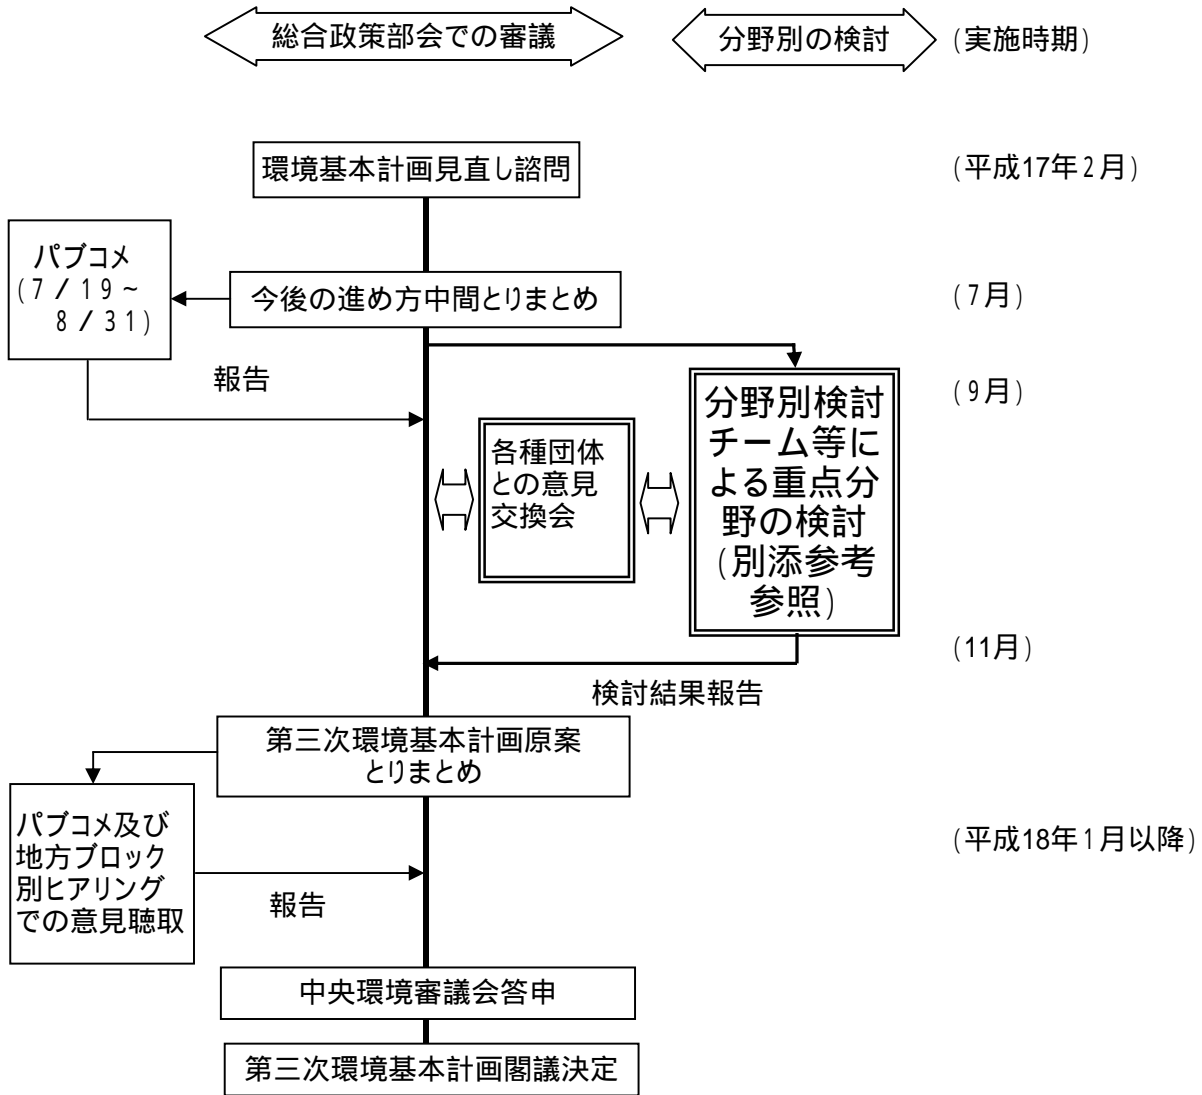 総合政策部会での審議
分野別の検討
(実施時期)
環境基本計画見直し諮問
(平成17年2月)
パブコメ
(7/19~
8/31)
今後の進め方中間とりまとめ
(7月)
報告
(9月)
各種団体
との意見
交換会
分野別検討
チーム等に
よる重点分
野の検討
(別添参考
参照)
(11月)
検討結果報告
第三次環境基本計画原案
とりまとめ
パブコメ及び
地方ブロック
別ヒアリング
での意見聴取
(平成18年1月以降)
報告
中央環境審議会答申
第三次環境基本計画閣議決定